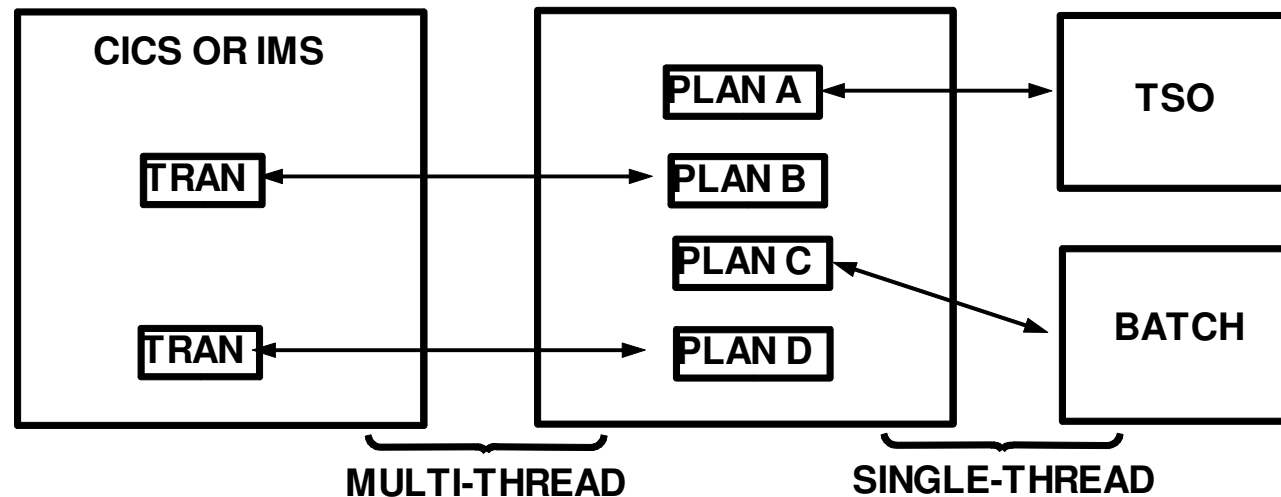 CICS OR IMS
TRAN
TRAN
PLAN A
PLAN B
PLAN C
PLAN D
TSO
BATCH
MULTI-THREAD
SINGLE-THREAD